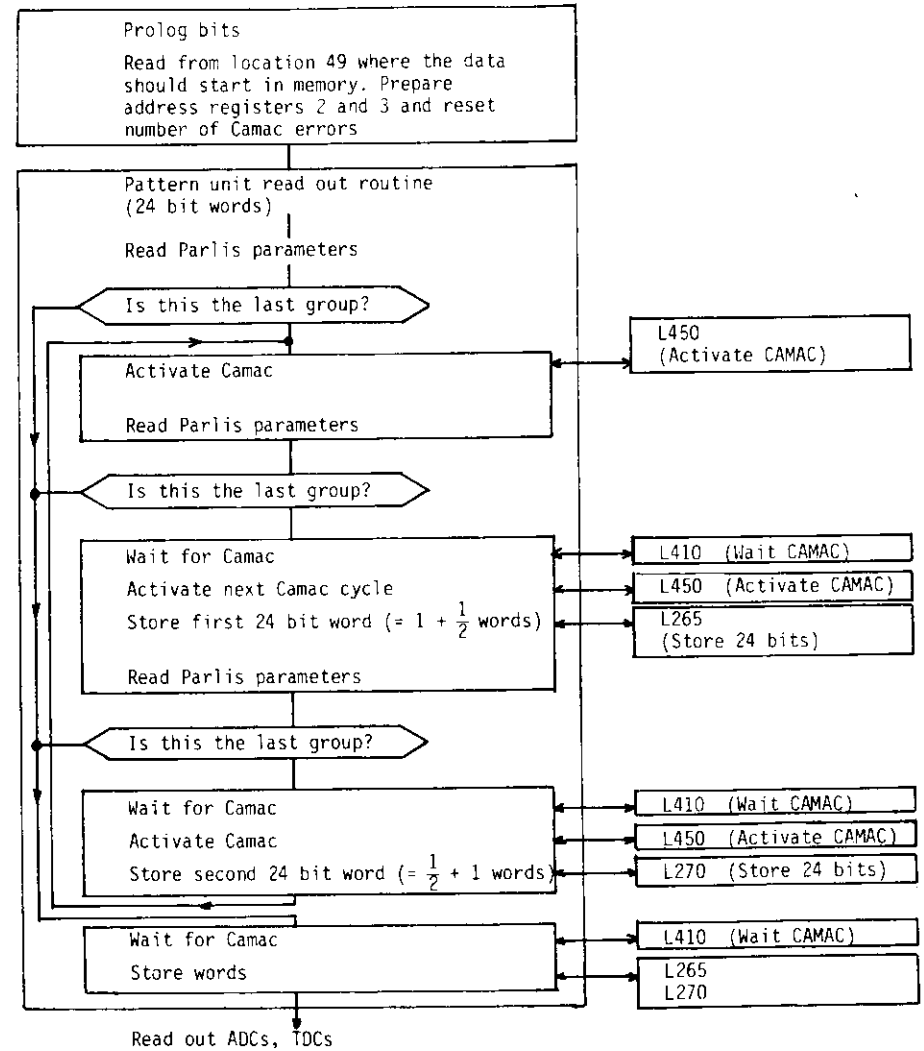 Prolog bits
Read from location 49 where the data
should start in memory. Prepare
address registers 2 and 3 and reset
number of Camac errors
Pattern unit read out routine
(24 bit words)
Read Parlis parameters
Is this the last group?
L450
(Activate CAMAC)
Activate Camac
Read Parlis parameters
Is this the last group?
Wait for Camac
L410 (Wait CAMAC)
Activate next Camac cycle
L450 (Activate CAMAC)
Store first 24 bit word (= 1 + 1/2 words)
L265
(Store 24 bits)
Read Parlis parameters
Is this the last group?
Wait for Camac
L410 (Wait CAMAC)
Activate Camac
L450 (Activate CAMAC)
Store second 24 bit word (= 1/2 + 1 words)
L270 (Store 24 bits)
Wait for Camac
L410 (Wait CAMAC)
Store words
L265
L270
Read out ADCs, TDCs